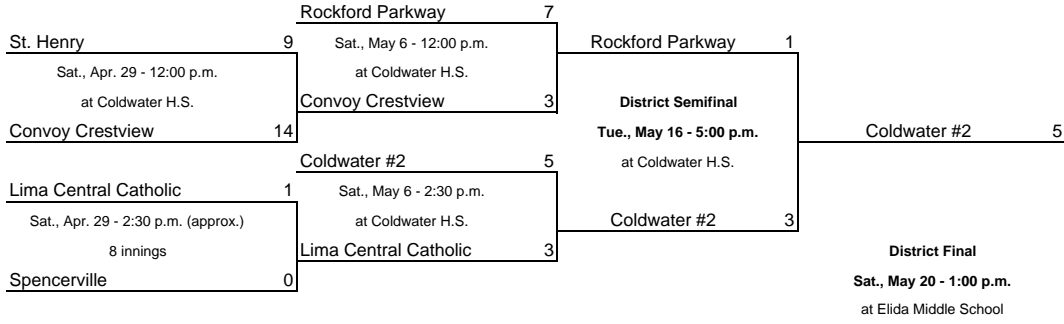 Rockford Parkway 7
St. Henry 9
Sat., May 6 - 12:00 p.m.
Rockford Parkway 1
Sat., Apr. 29 - 12:00 p.m.
at Coldwater H.S.
at Coldwater H.S.
Convoy Crestview 3
District Semifinal
Convoy Crestview 14
Tue., May 16 - 5:00 p.m.
Coldwater #2 5
Coldwater #2 5
at Coldwater H.S.
Lima Central Catholic 1
Sat., May 6 - 2:30 p.m.
Sat., Apr. 29 - 2:30 p.m. (approx.)
at Coldwater H.S.
Coldwater #2 3
8 innings
Lima Central Catholic 3
District Final
Spencerville 0
Sat., May 20 - 1:00 p.m.
at Elida Middle School